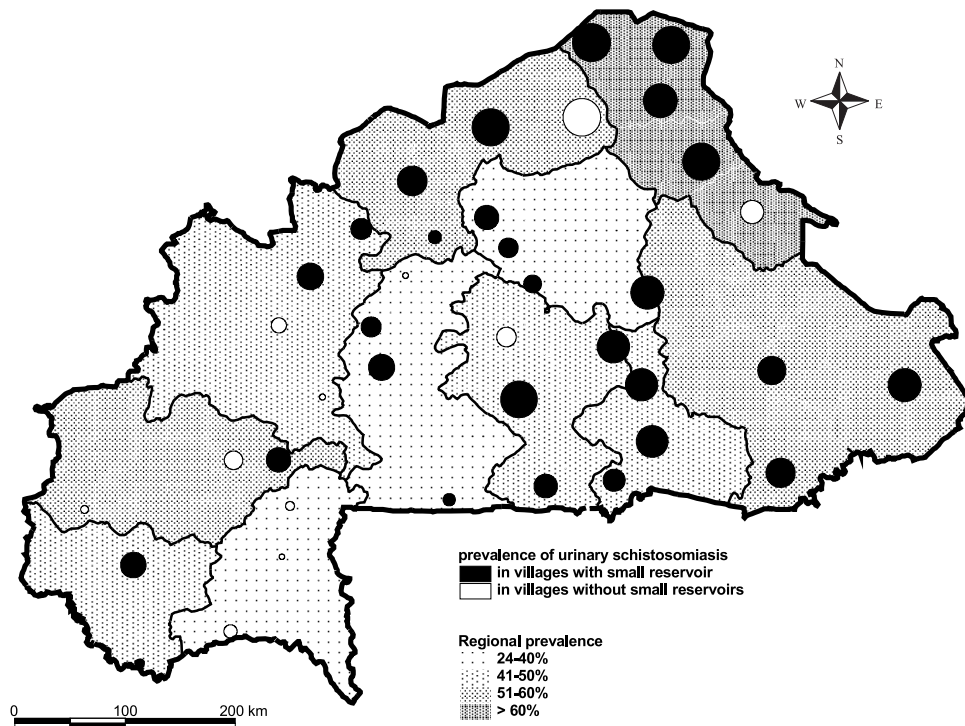 N
W E
S
prevalence of urinary schistosomiasis
in villages with small reservoir
in villages without small reservoirs
Regional prevalence
24-40%
41-50%
51-60%
> 60%
0 100 200 km